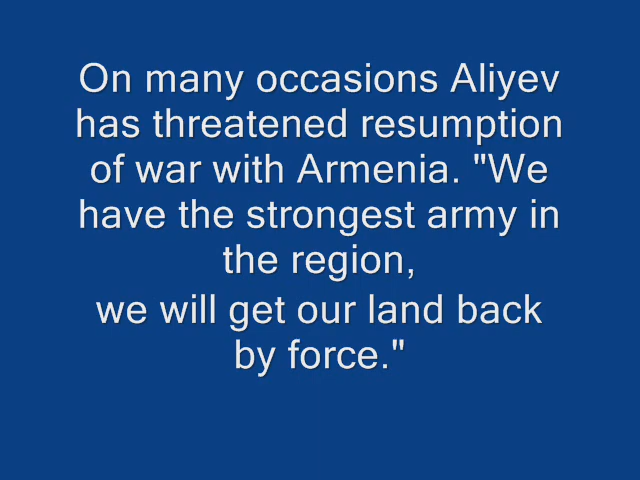 On many occasions Aliyev
has threatened resumption
of war with Armenia. "We
have the strongest army in
the region,
we will get our land back
by force."